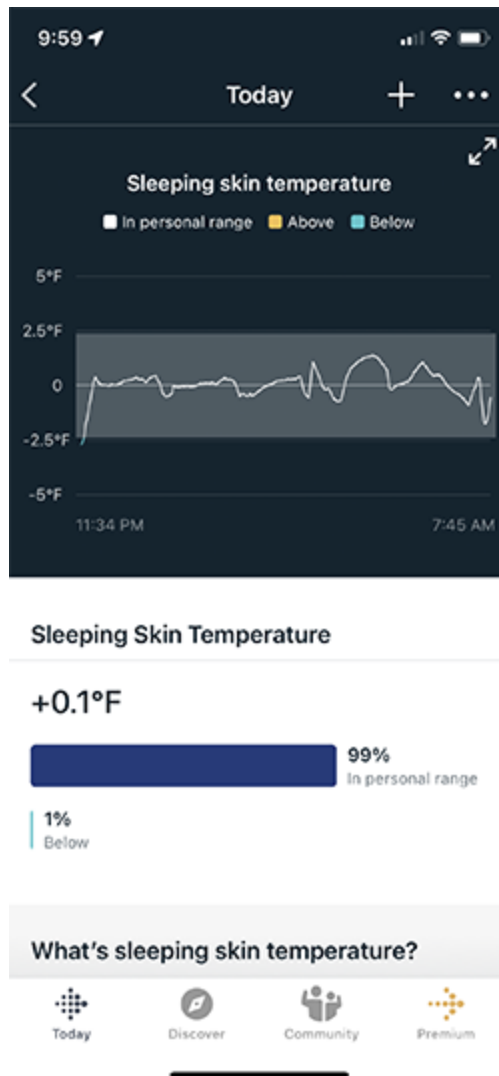 9:59
Today
Sleeping skin temperature
In personal range Above Below
5°F
2.5°F
0
-2.5°F
-5°F
11:34 PM 7:45 AM
Sleeping Skin Temperature
+0.1°F
99%
In personal range
1%
Below
What's sleeping skin temperature?
Today Discover Community Premium